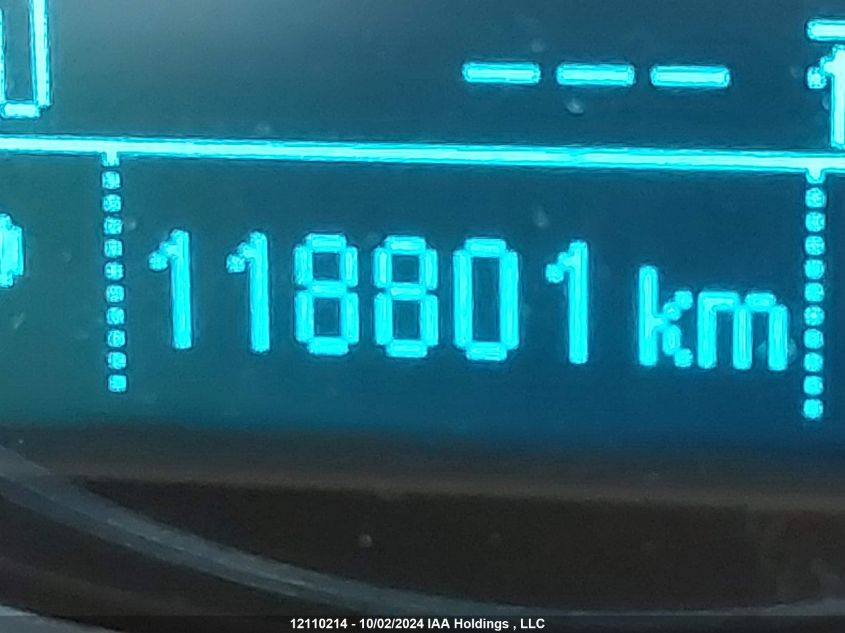 ---
118801 km
12110214 - 10/02/2024 IAA Holdings , LLC